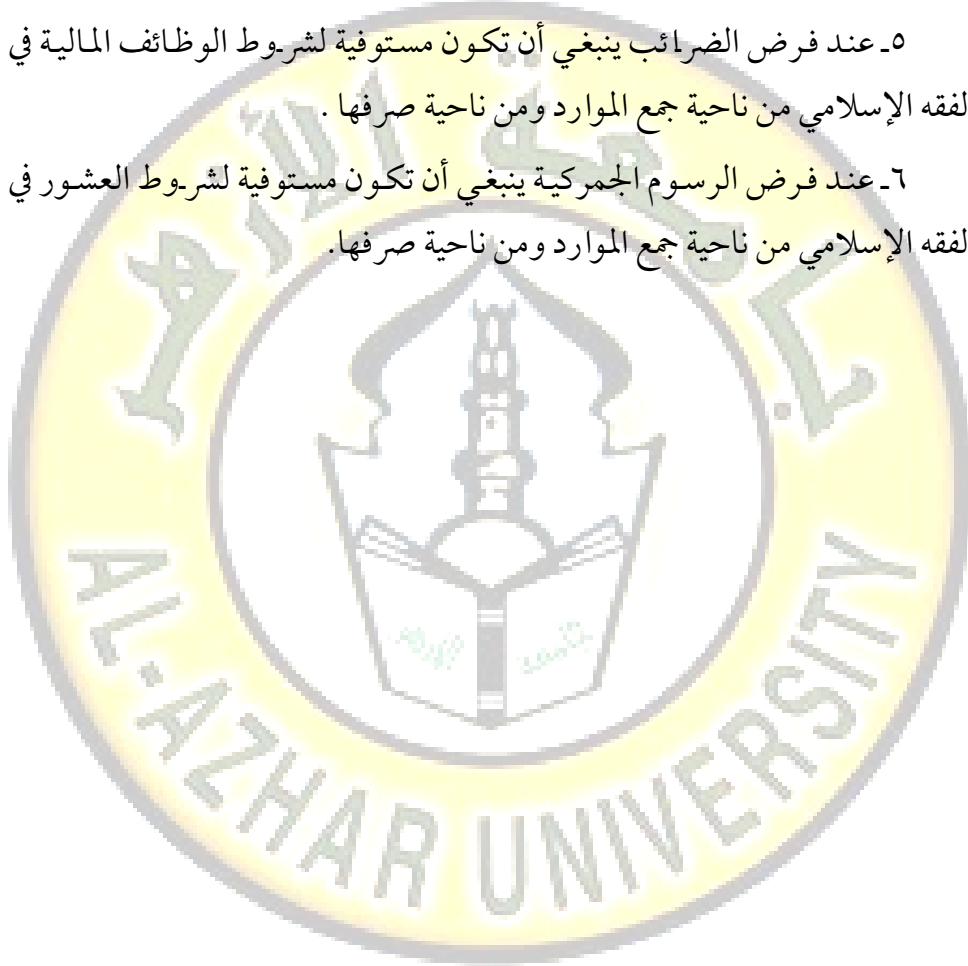 ٥ـ عند فرض الضرائب ينبغي أن تكون مستوفية لشروط الوظائف المالية في
لفقه الإسلامي من ناحية جمع الموارد ومن ناحية صرفها .
٦ـ عند فرض الرسوم الجمركية ينبغي أن تكون مستوفية لشروط العشور في
لفقه الإسلامي من ناحية جمع الموارد ومن ناحية صرفها.
جامعة الأزهر
AL-AZHAR UNIVERSITY